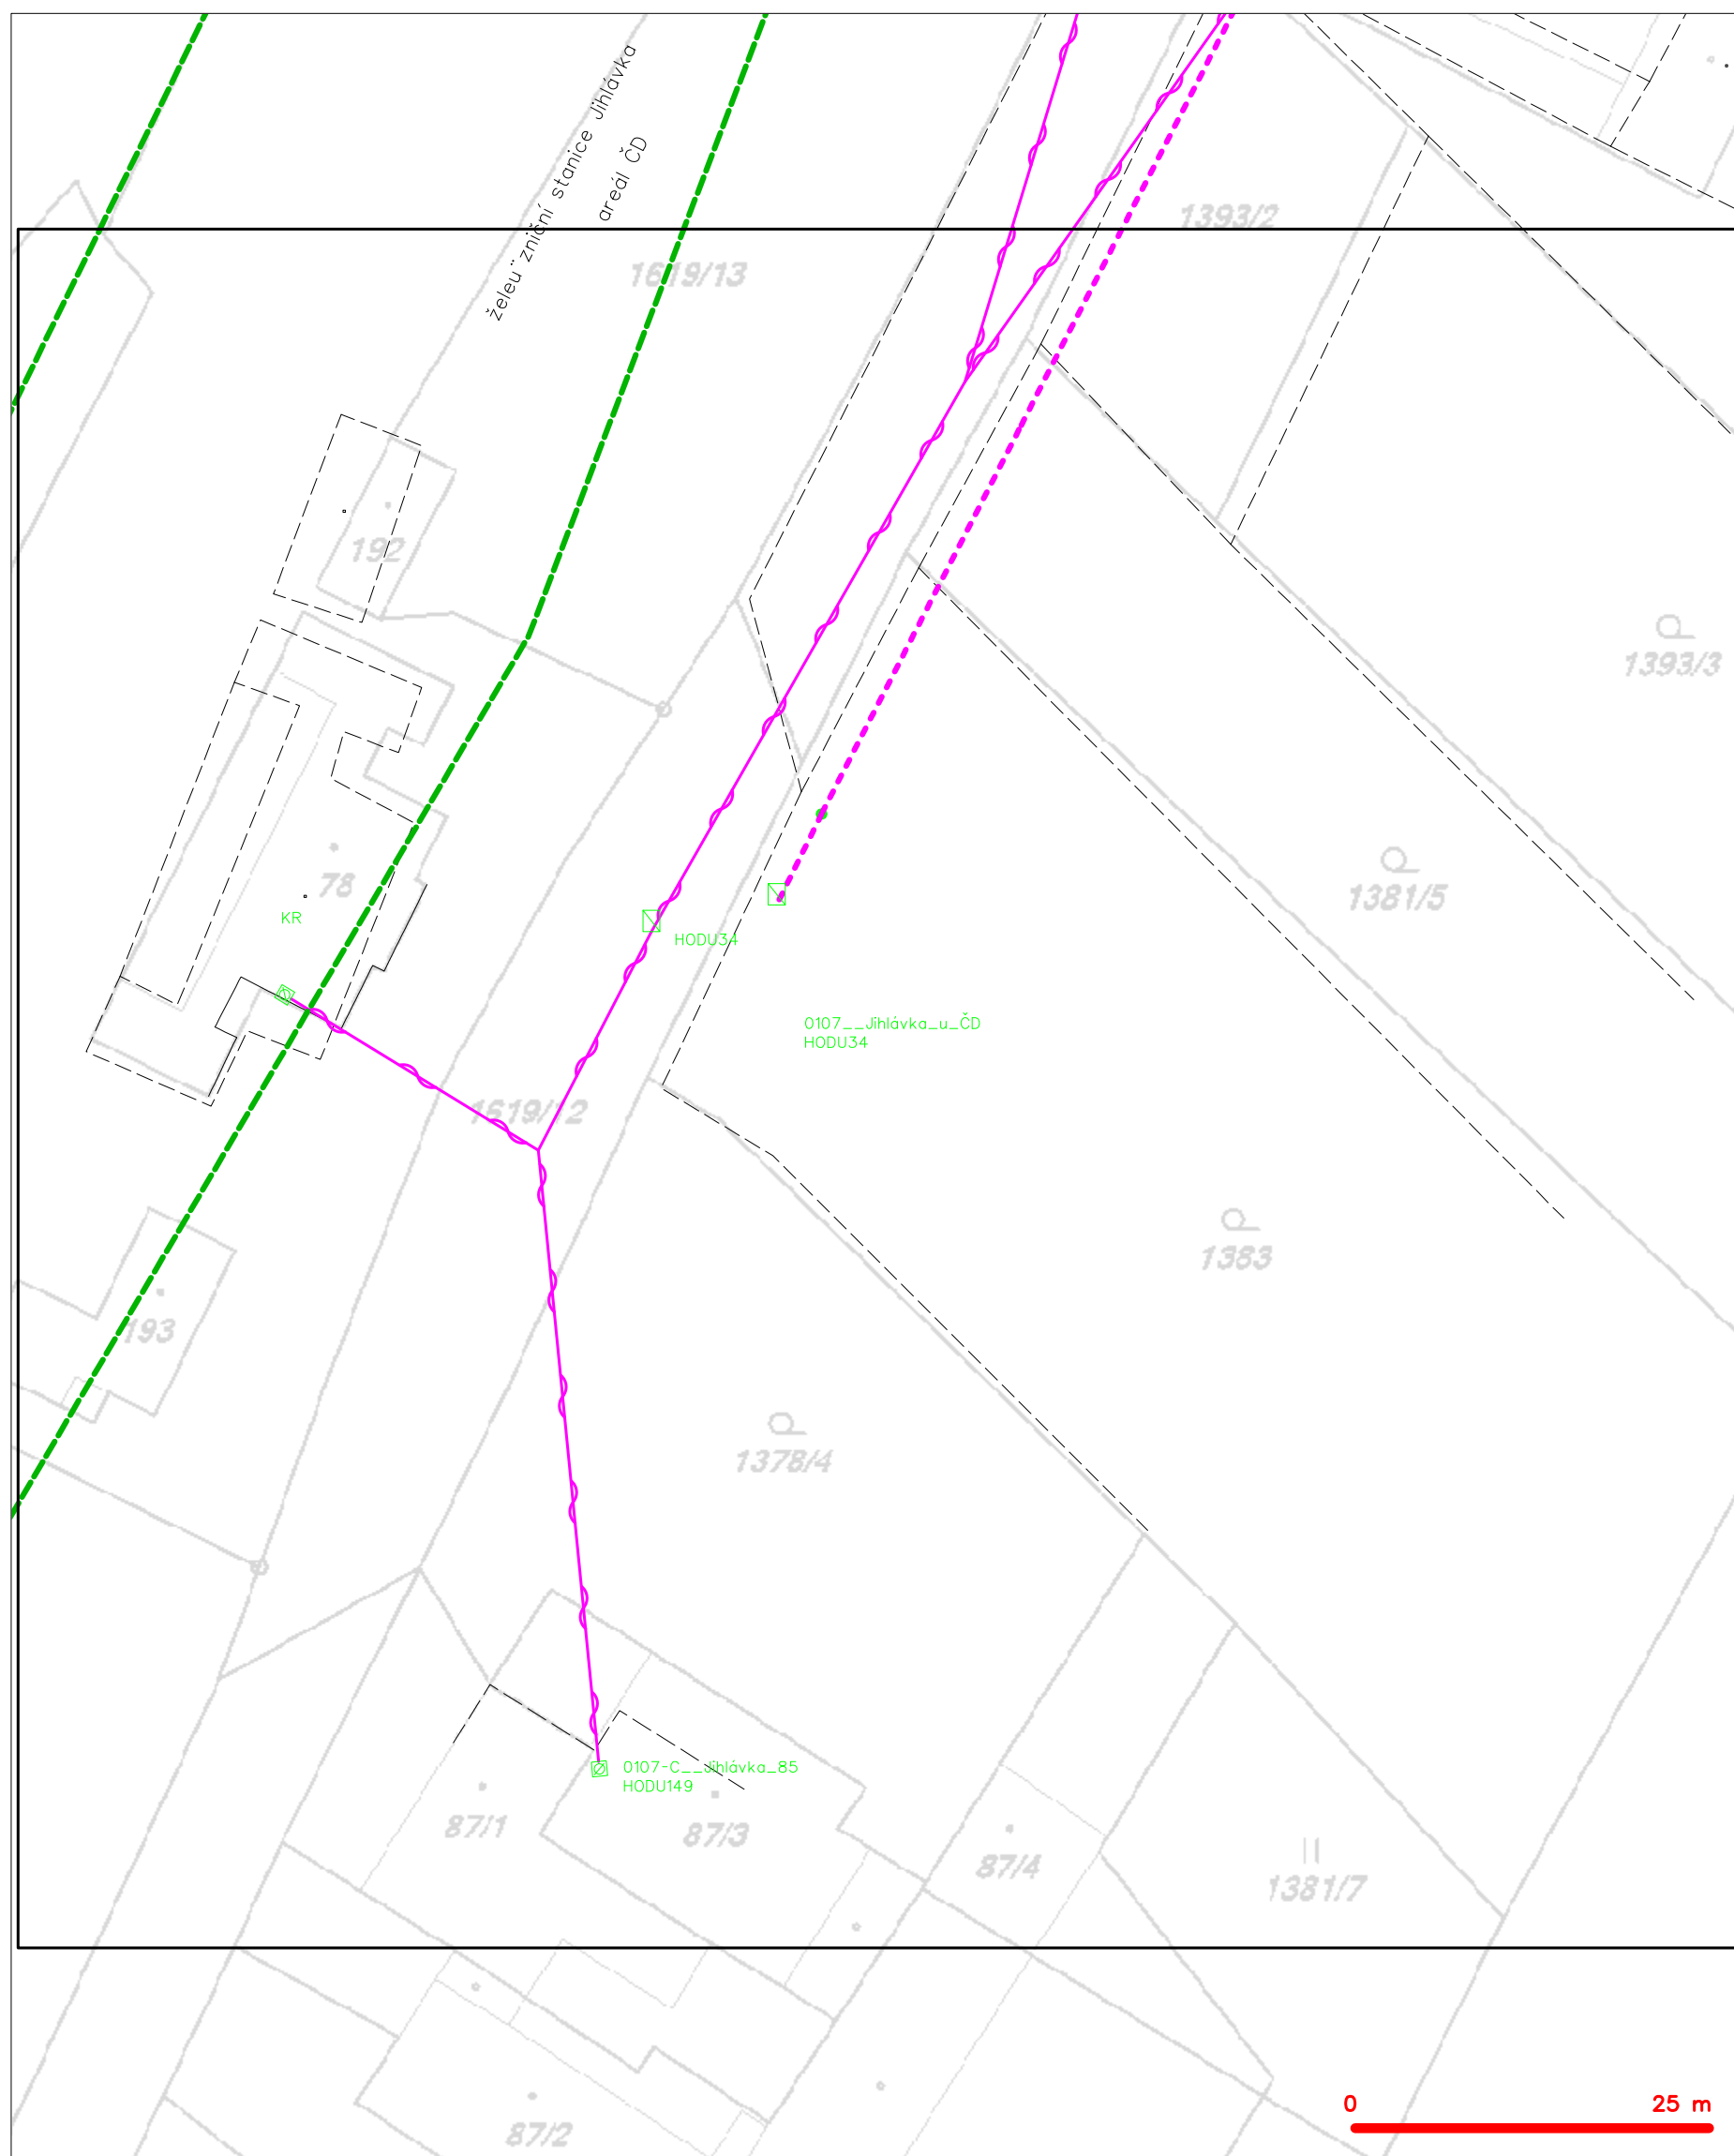 želeu¨zniční stanice Jihlávka
areál ČD
1393/2
1619/13
192
1393/3
1381/5
78
KR
HODU34
0107__Jihlávka_u_ČD
HODU34
1619/12
1383
193
1378/4
0107-C__Jihlávka_85
HODU149
87/1
87/3
87/4
1381/7
0 25 m
87/2